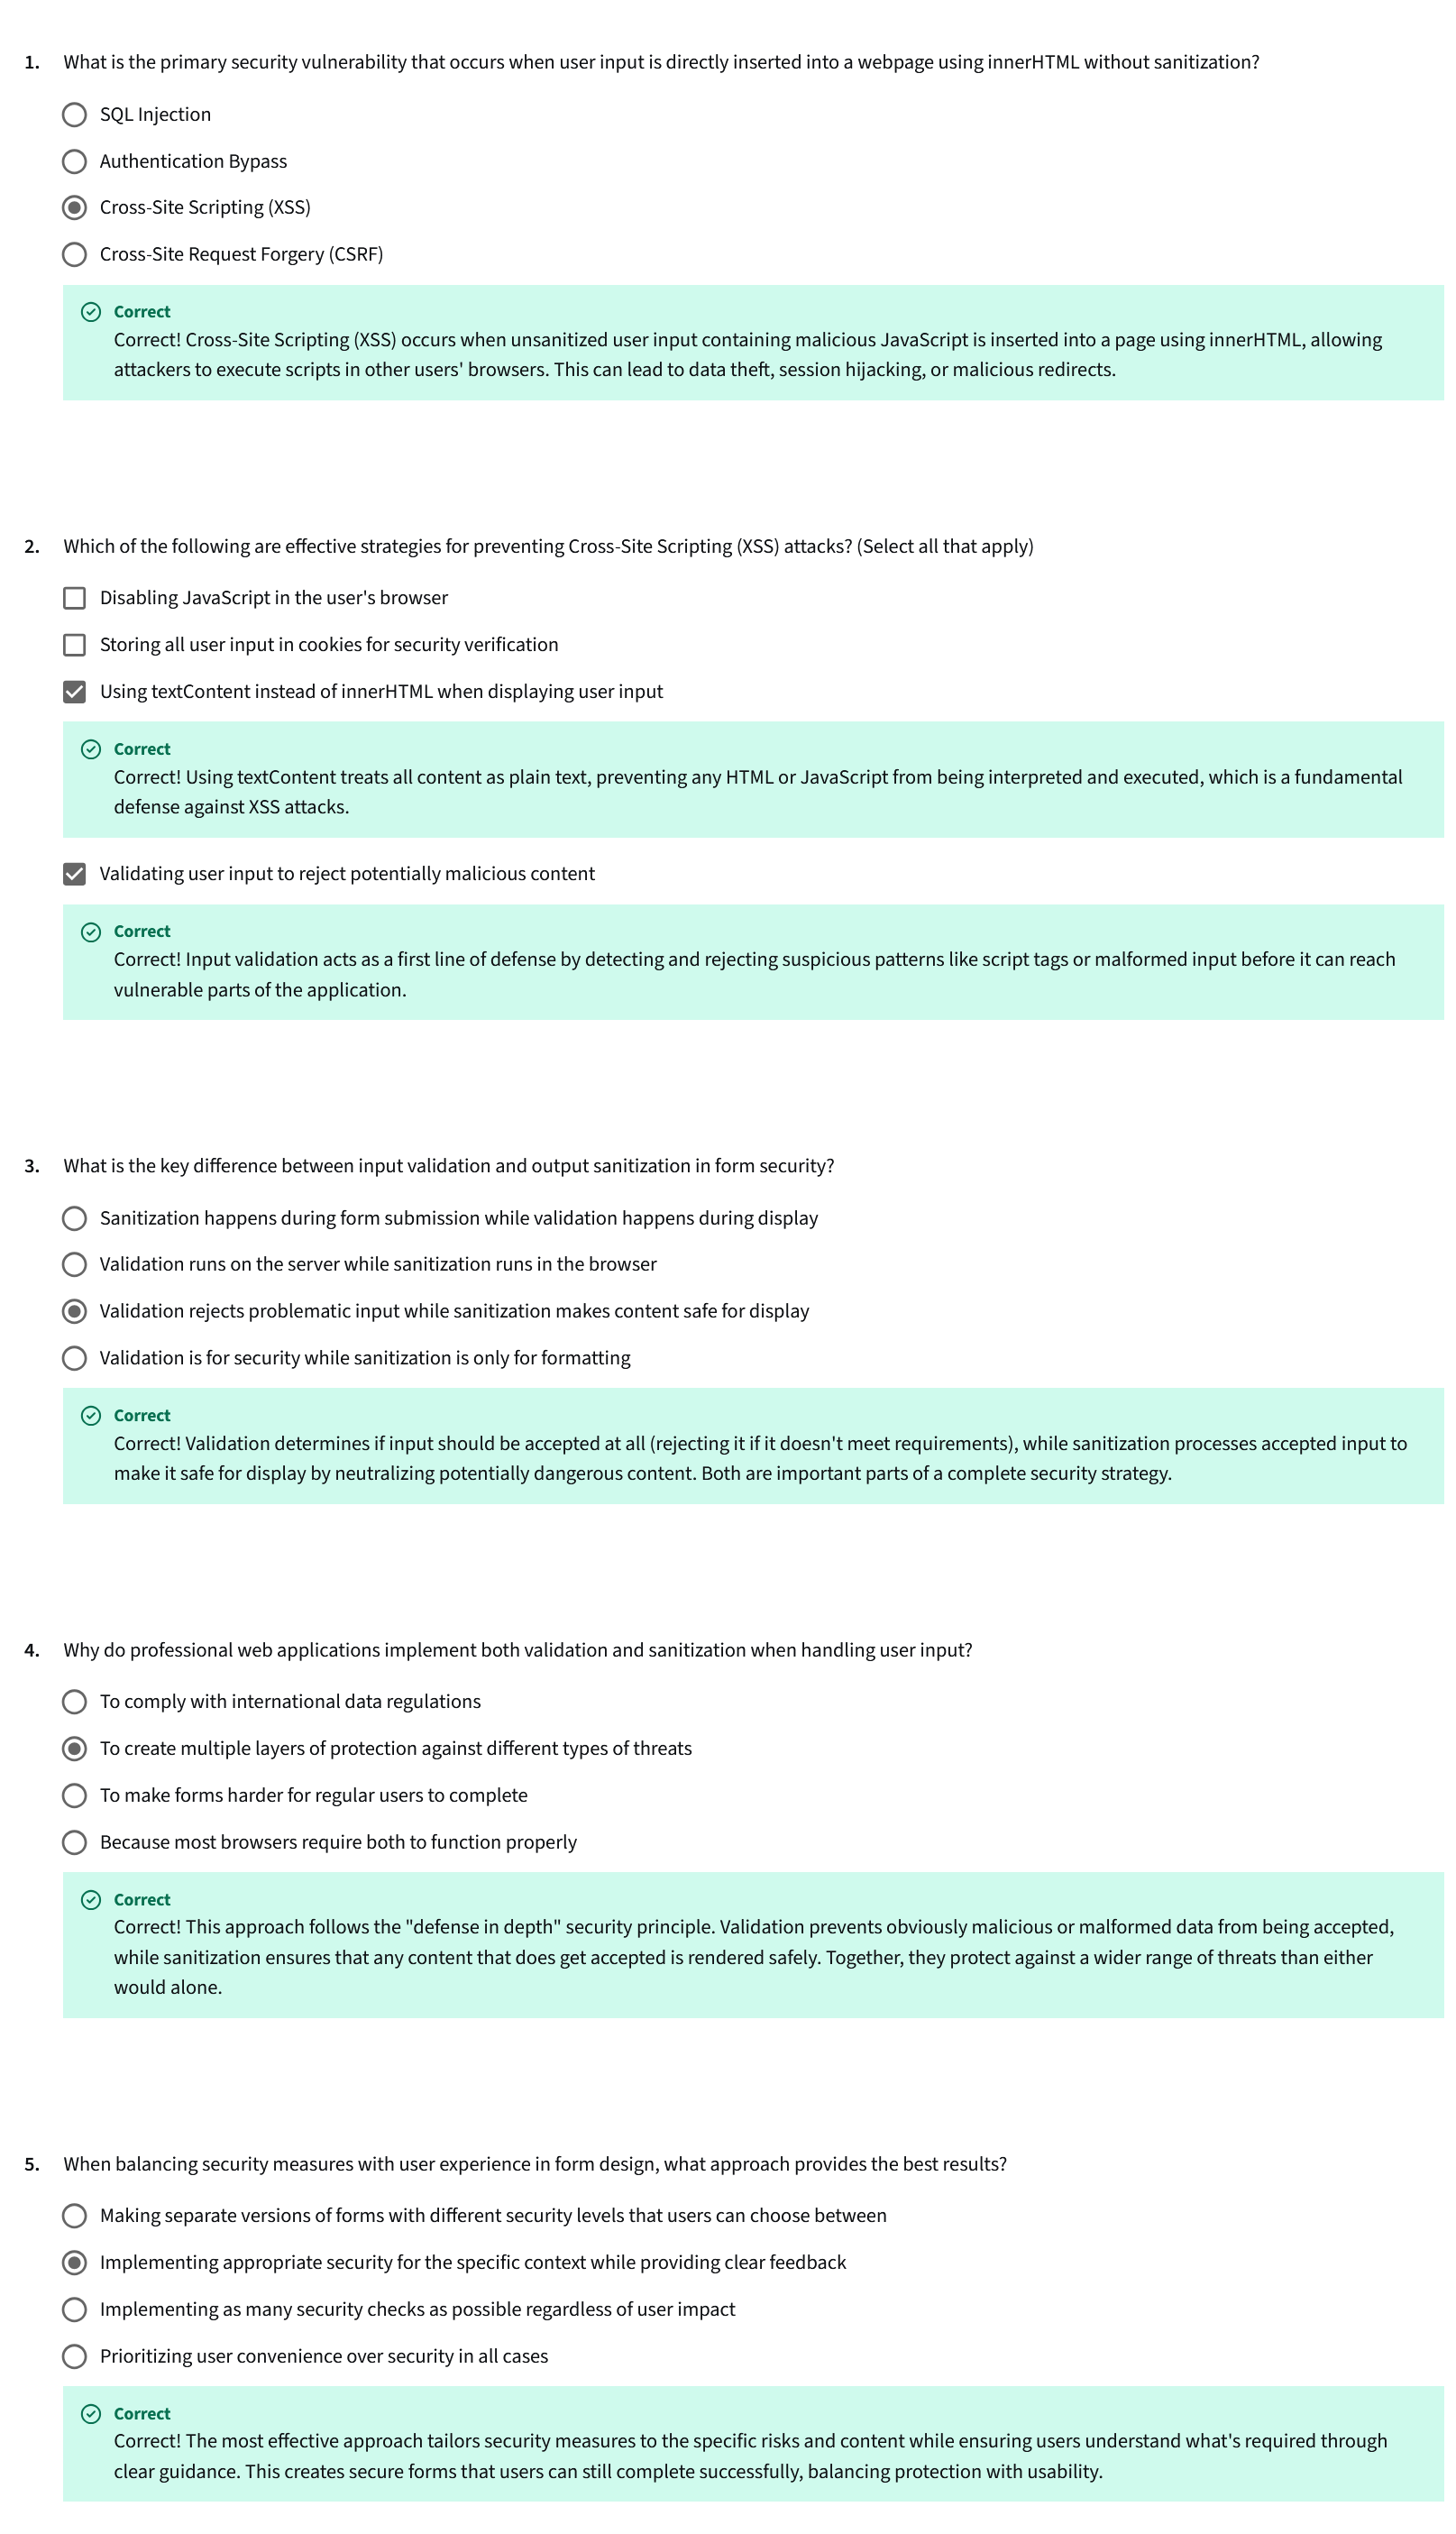 1. What is the primary security vulnerability that occurs when user input is directly inserted into a webpage using innerHTML without sanitization?
SQL Injection
Authentication Bypass
Cross-Site Scripting (XSS)
Cross-Site Request Forgery (CSRF)
Correct
Correct! Cross-Site Scripting (XSS) occurs when unsanitized user input containing malicious JavaScript is inserted into a page using innerHTML, allowing
attackers to execute scripts in other users' browsers. This can lead to data theft, session hijacking, or malicious redirects.
2. Which of the following are effective strategies for preventing Cross-Site Scripting (XSS) attacks? (Select all that apply)
Disabling JavaScript in the user's browser
Storing all user input in cookies for security verification
Using textContent instead of innerHTML when displaying user input
Correct
Correct! Using textContent treats all content as plain text, preventing any HTML or JavaScript from being interpreted and executed, which is a fundamental
defense against XSS attacks.
Validating user input to reject potentially malicious content
Correct
Correct! Input validation acts as a first line of defense by detecting and rejecting suspicious patterns like script tags or malformed input before it can reach
vulnerable parts of the application.
3. What is the key difference between input validation and output sanitization in form security?
Sanitization happens during form submission while validation happens during display
Validation runs on the server while sanitization runs in the browser
Validation rejects problematic input while sanitization makes content safe for display
Validation is for security while sanitization is only for formatting
Correct
Correct! Validation determines if input should be accepted at all (rejecting it if it doesn't meet requirements), while sanitization processes accepted input to
make it safe for display by neutralizing potentially dangerous content. Both are important parts of a complete security strategy.
4. Why do professional web applications implement both validation and sanitization when handling user input?
To comply with international data regulations
To create multiple layers of protection against different types of threats
To make forms harder for regular users to complete
Because most browsers require both to function properly
Correct
Correct! This approach follows the "defense in depth" security principle. Validation prevents obviously malicious or malformed data from being accepted,
while sanitization ensures that any content that does get accepted is rendered safely. Together, they protect against a wider range of threats than either
would alone.
5. When balancing security measures with user experience in form design, what approach provides the best results?
Making separate versions of forms with different security levels that users can choose between
Implementing appropriate security for the specific context while providing clear feedback
Implementing as many security checks as possible regardless of user impact
Prioritizing user convenience over security in all cases
Correct
Correct! The most effective approach tailors security measures to the specific risks and content while ensuring users understand what's required through
clear guidance. This creates secure forms that users can still complete successfully, balancing protection with usability.